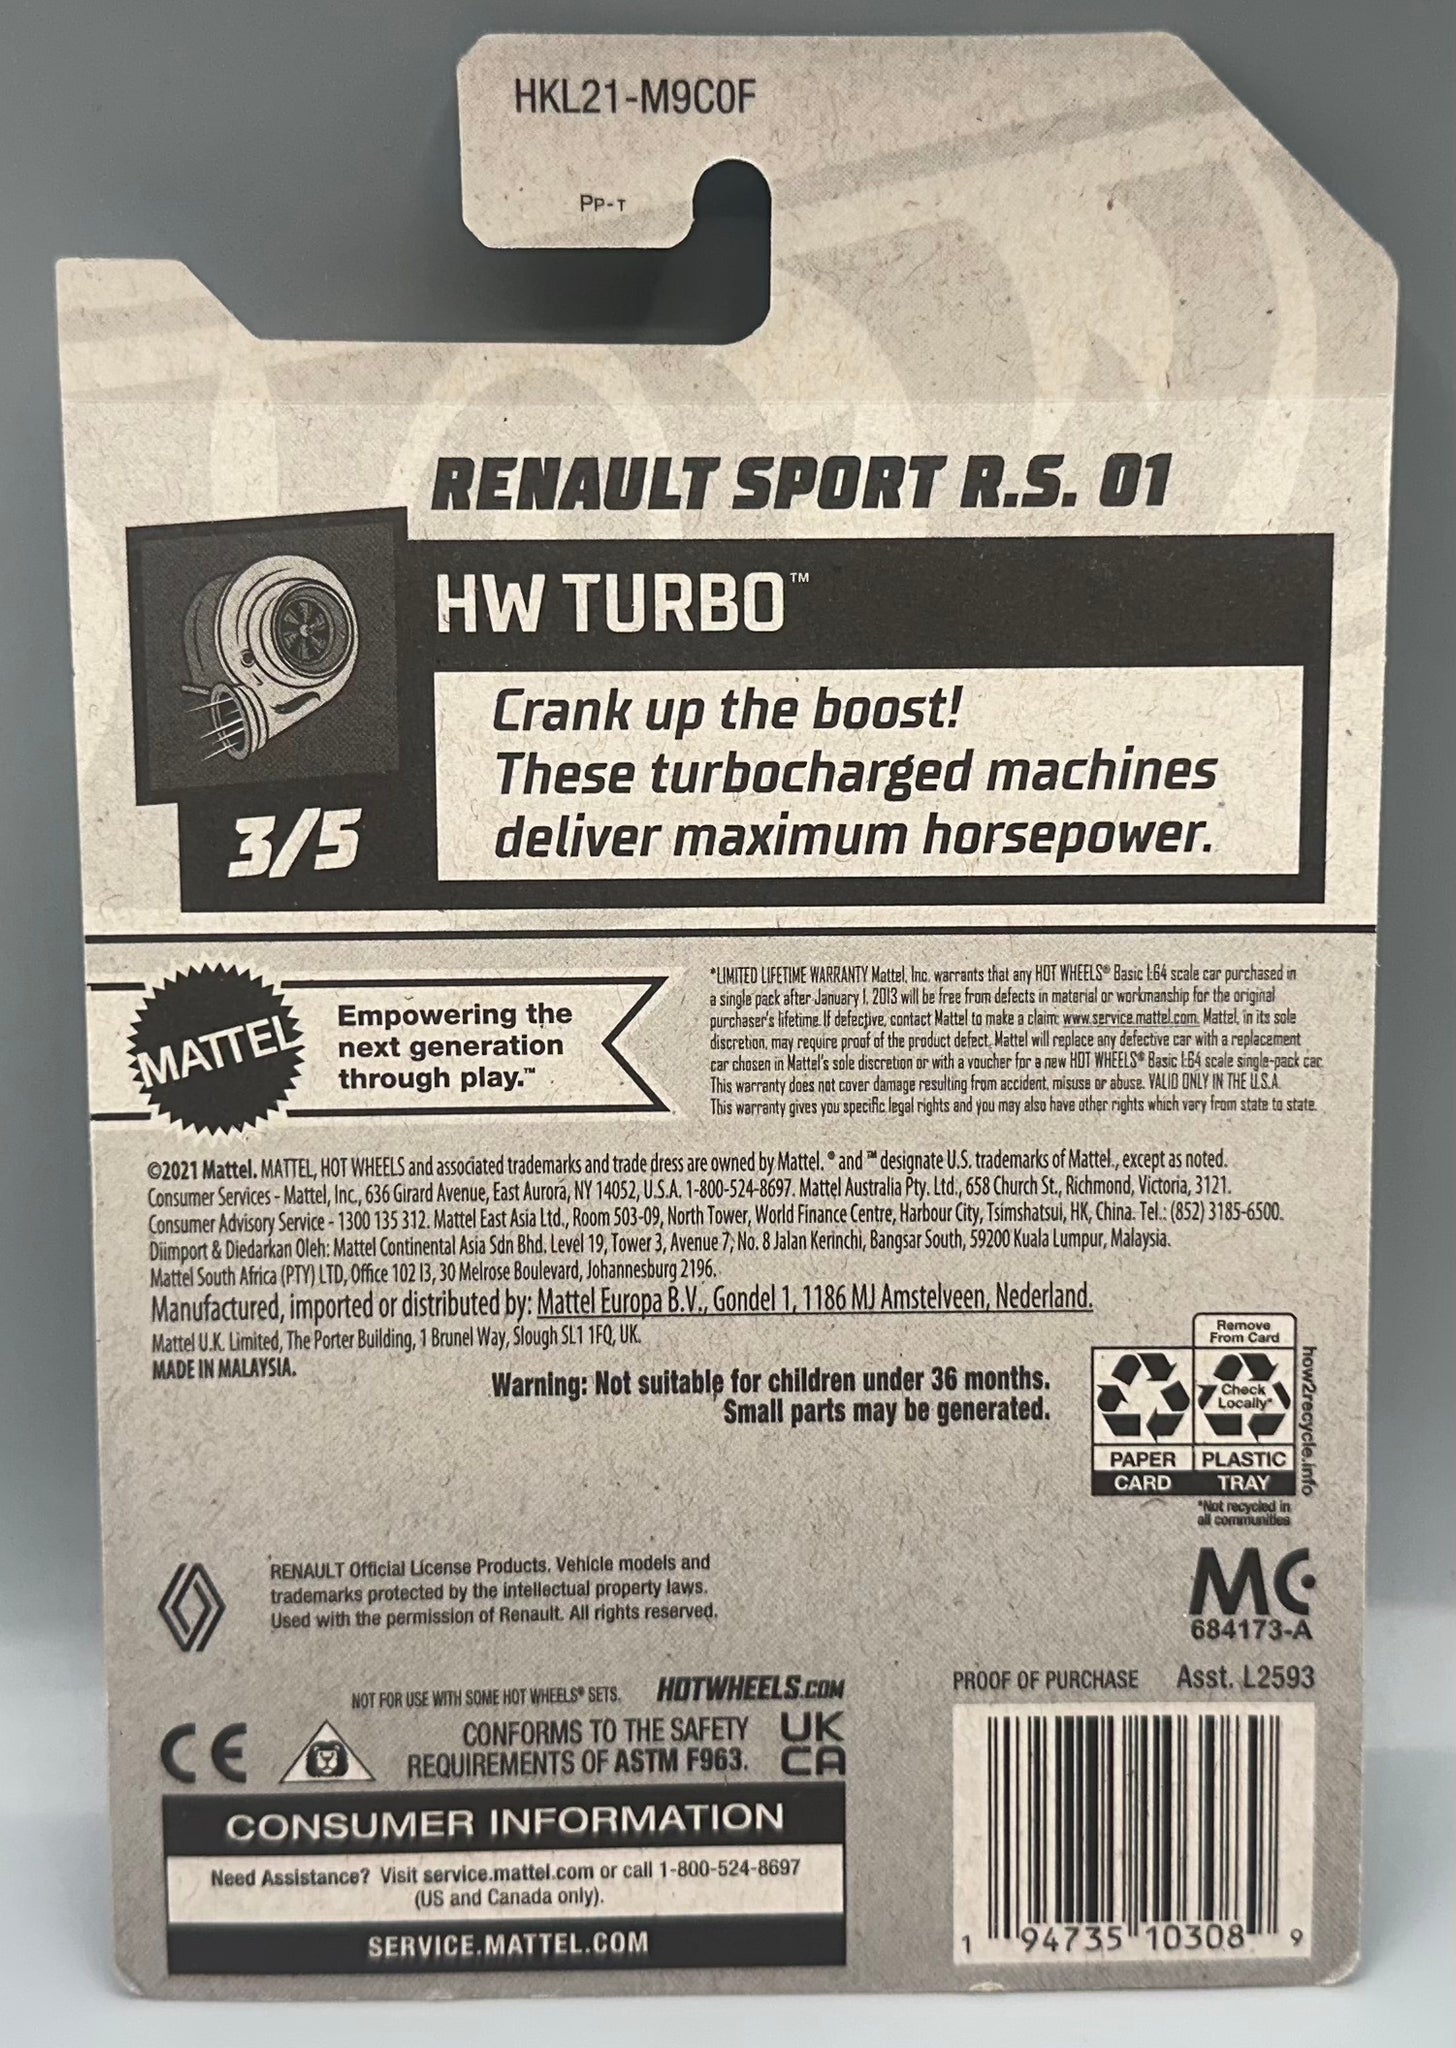 HKL21-M9C0F
PP-T
RENAULT SPORT R.S. 01
HW TURBO™
Crank up the boost!
These turbocharged machines
deliver maximum horsepower.
3/5
MATTEL
Empowering the
next generation
through play.™
*LIMITED LIFETIME WARRANTY Mattel, Inc. warrants that any HOT WHEELS® Basic 1:64 scale car purchased in
a single pack after January 1, 2013 will be free from defects in material or workmanship for the original
purchaser's lifetime. If defective, contact Mattel to make a claim: www.service.mattel.com. Mattel, in its sole
discretion, may require proof of the product defect. Mattel will replace any defective car with a replacement
car chosen in Mattel's sole discretion or with a voucher for a new HOT WHEELS® Basic 1:64 scale single-pack car.
This warranty does not cover damage resulting from accident, misuse or abuse. VALID ONLY IN THE U.S.A.
This warranty gives you specific legal rights and you may also have other rights which vary from state to state.
©2021 Mattel. MATTEL, HOT WHEELS and associated trademarks and trade dress are owned by Mattel. ® and ™ designate U.S. trademarks of Mattel, except as noted.
Consumer Services - Mattel, Inc., 636 Girard Avenue, East Aurora, NY 14052, U.S.A. 1-800-524-8697. Mattel Australia Pty. Ltd., 658 Church St., Richmond, Victoria, 3121.
Consumer Advisory Service - 1300 135 312. Mattel East Asia Ltd., Room 503-09, North Tower, World Finance Centre, Harbour City, Tsimshatsui, HK, China. Tel.: (852) 3185-6500.
Diimport & Diedarkan Oleh: Mattel Continental Asia Sdn Bhd. Level 19, Tower 3, Avenue 7, No. 8 Jalan Kerinchi, Bangsar South, 59200 Kuala Lumpur, Malaysia.
Mattel South Africa (PTY) LTD, Office 102 I3, 30 Melrose Boulevard, Johannesburg 2196.
Manufactured, imported or distributed by: Mattel Europa B.V., Gondel 1, 1186 MJ Amstelveen, Nederland.
Mattel U.K. Limited, The Porter Building, 1 Brunel Way, Slough SL1 1FQ, UK.
MADE IN MALAYSIA.
Warning: Not suitable for children under 36 months.
Small parts may be generated.
Remove
From Card
Check
Locally*
PAPER
CARD
PLASTIC
TRAY
how2recycle.info
*Not recycled in
all communities
RENAULT Official License Products. Vehicle models and
trademarks protected by the intellectual property laws.
Used with the permission of Renault. All rights reserved.
MC
684173-A
NOT FOR USE WITH SOME HOT WHEELS® SETS.
HOTWHEELS.COM
PROOF OF PURCHASE Asst. L2593
CE
CONFORMS TO THE SAFETY
REQUIREMENTS OF ASTM F963.
UK
CA
CONSUMER INFORMATION
Need Assistance? Visit service.mattel.com or call 1-800-524-8697
(US and Canada only).
SERVICE.MATTEL.COM
1 94735 10308 9